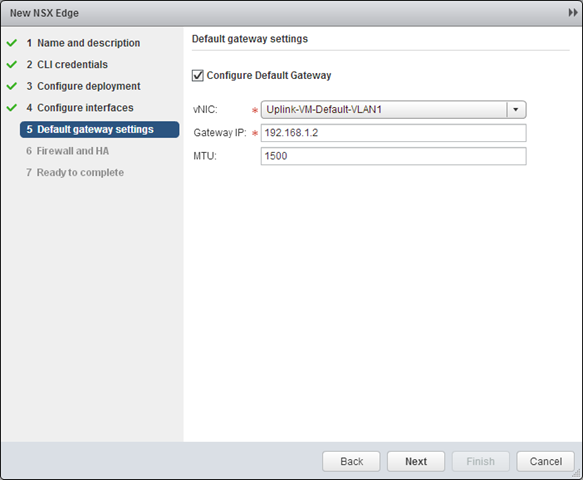 New NSX Edge
1 Name and description
2 CLI credentials
3 Configure deployment
4 Configure interfaces
5 Default gateway settings
6 Firewall and HA
7 Ready to complete
Default gateway settings
Configure Default Gateway
vNIC: * Uplink-VM-Default-VLAN1
Gateway IP: * 192.168.1.2
MTU: 1500
Back Next Finish Cancel